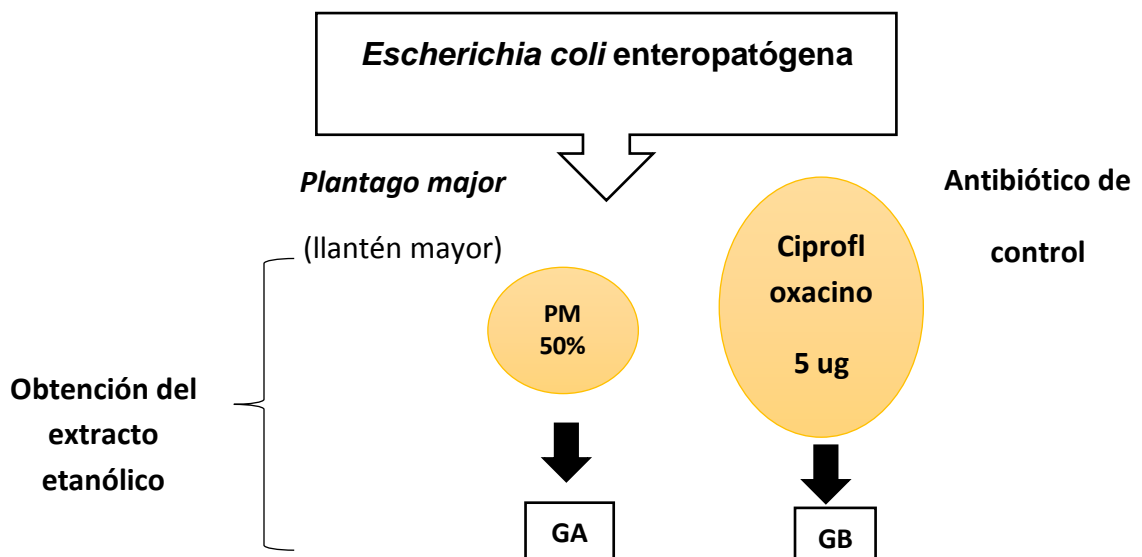 Escherichia coli enteropatógena
Plantago major
(llantén mayor)
Antibiótico de
control
Ciprofl
oxacino
5 ug
PM
50%
Obtención del
extracto
etanólico
GA
GB